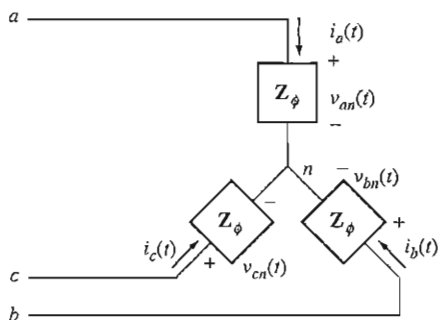 a
i_a(t)
+
Z_ϕ
v_an(t)
−
n
−
v_bn(t)
−
Z_ϕ
Z_ϕ
+
i_c(t)
+
v_cn(t)
i_b(t)
c
b